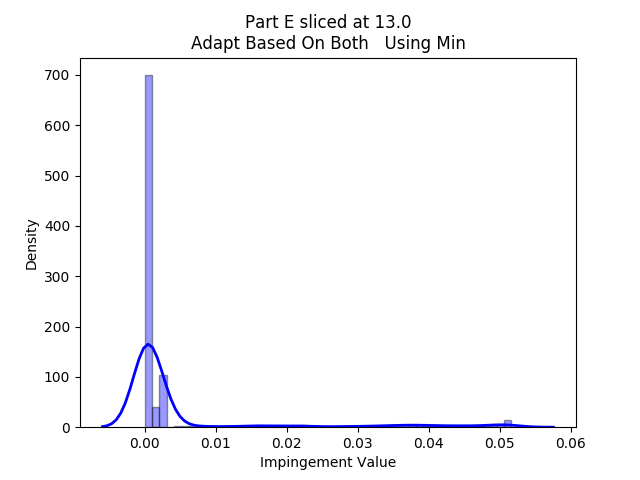 Part E sliced at 13.0
Adapt Based On Both   Using Min
700
600
500
400
300
200
100
0
Density
0.00 0.01 0.02 0.03 0.04 0.05 0.06
Impingement Value